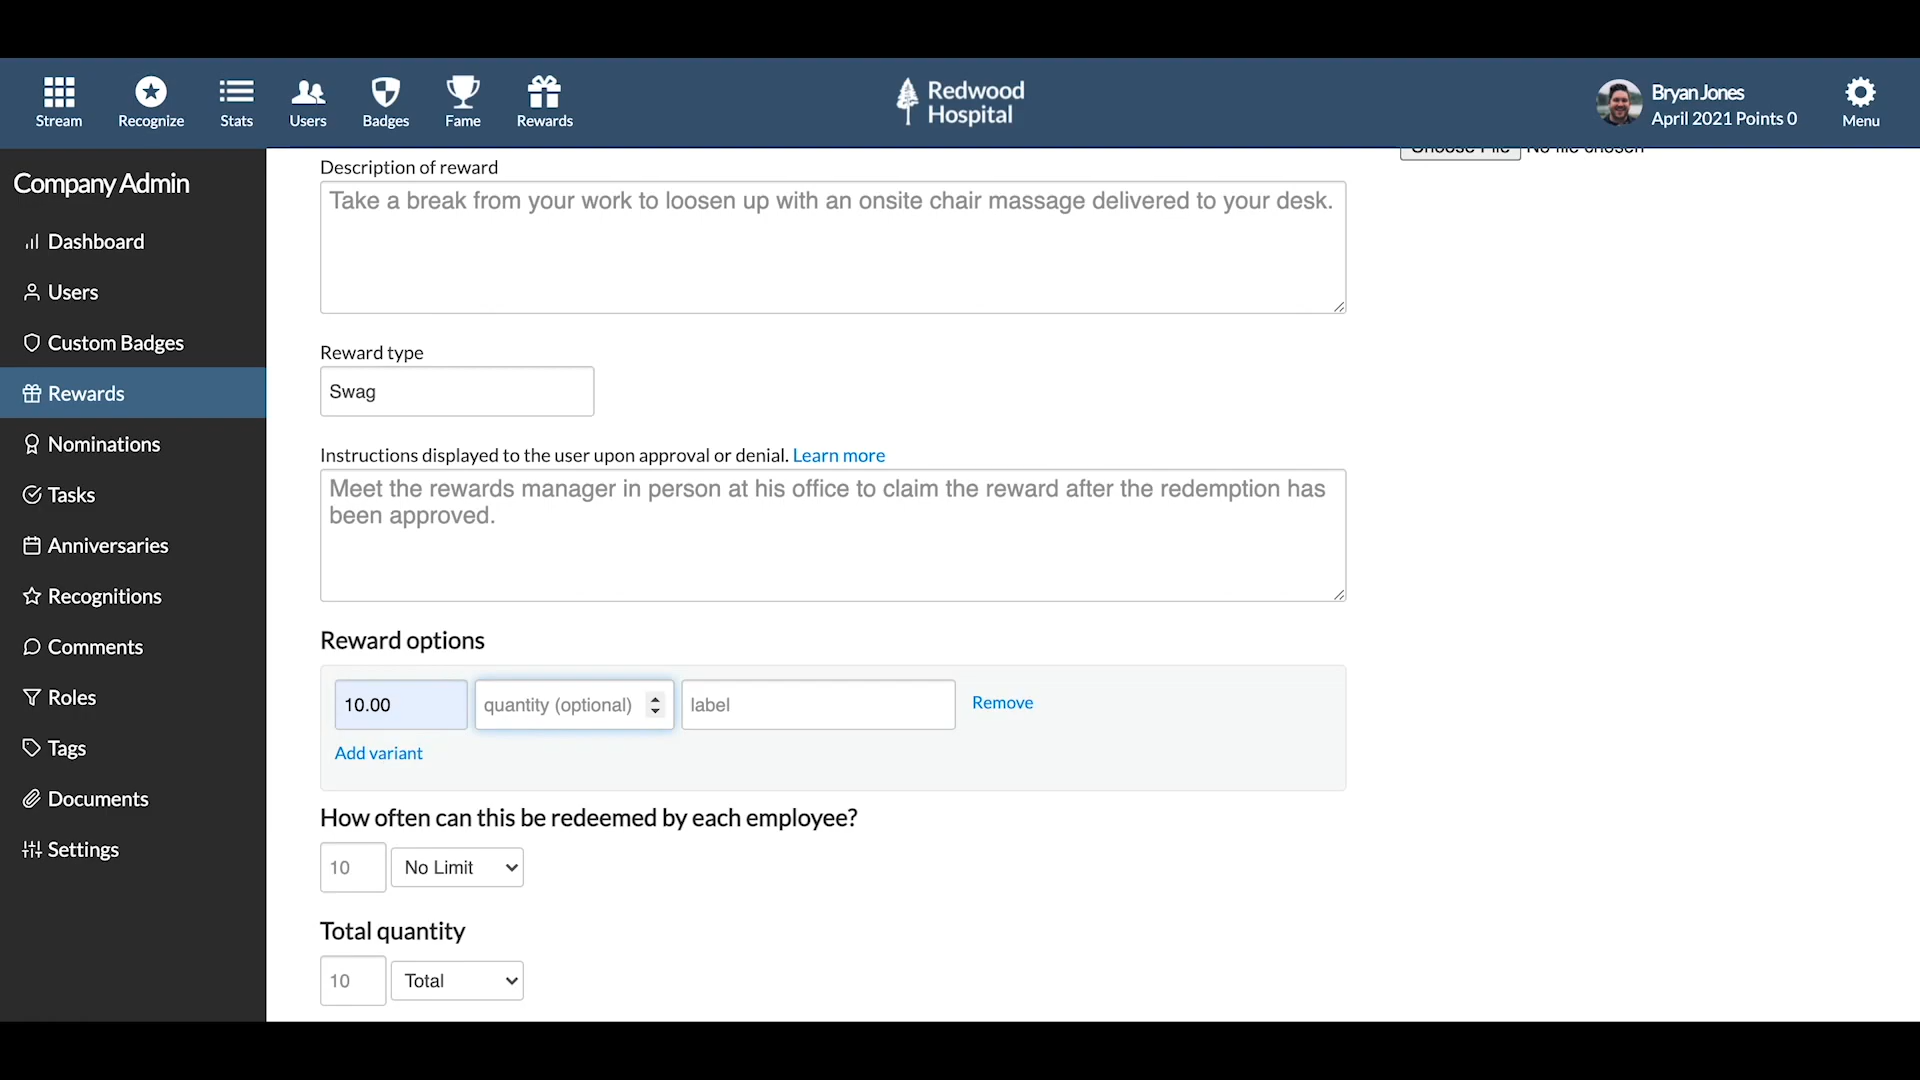 Stream
Recognize
Stats
Users
Badges
Fame
Rewards
Redwood
Hospital
Bryan Jones
April 2021 Points 0
Menu
Company Admin
Dashboard
Users
Custom Badges
Rewards
Nominations
Tasks
Anniversaries
Recognitions
Comments
Roles
Tags
Documents
Settings
Choose File No file chosen
Description of reward
Take a break from your work to loosen up with an onsite chair massage delivered to your desk.
Reward type
Swag
Instructions displayed to the user upon approval or denial. Learn more
Meet the rewards manager in person at his office to claim the reward after the redemption has
been approved.
Reward options
10.00 quantity (optional) label Remove
Add variant
How often can this be redeemed by each employee?
10 No Limit
Total quantity
10 Total